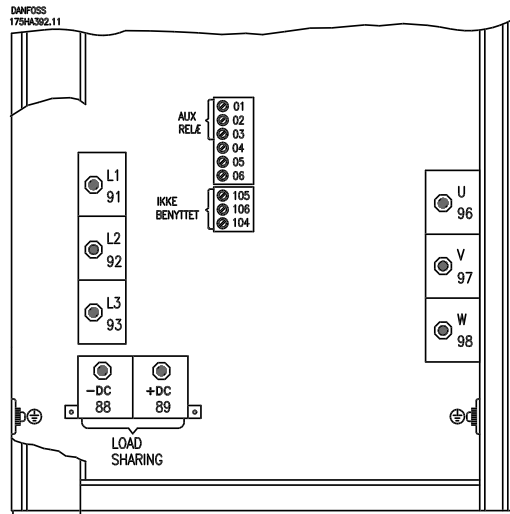 DANFOSS
175HA392.11
AUX
RELÆ
01
02
03
04
05
06
IKKE
BENYTTET
105
106
104
L1
91
L2
92
L3
93
U
96
V
97
W
98
-DC
88
+DC
89
LOAD
SHARING